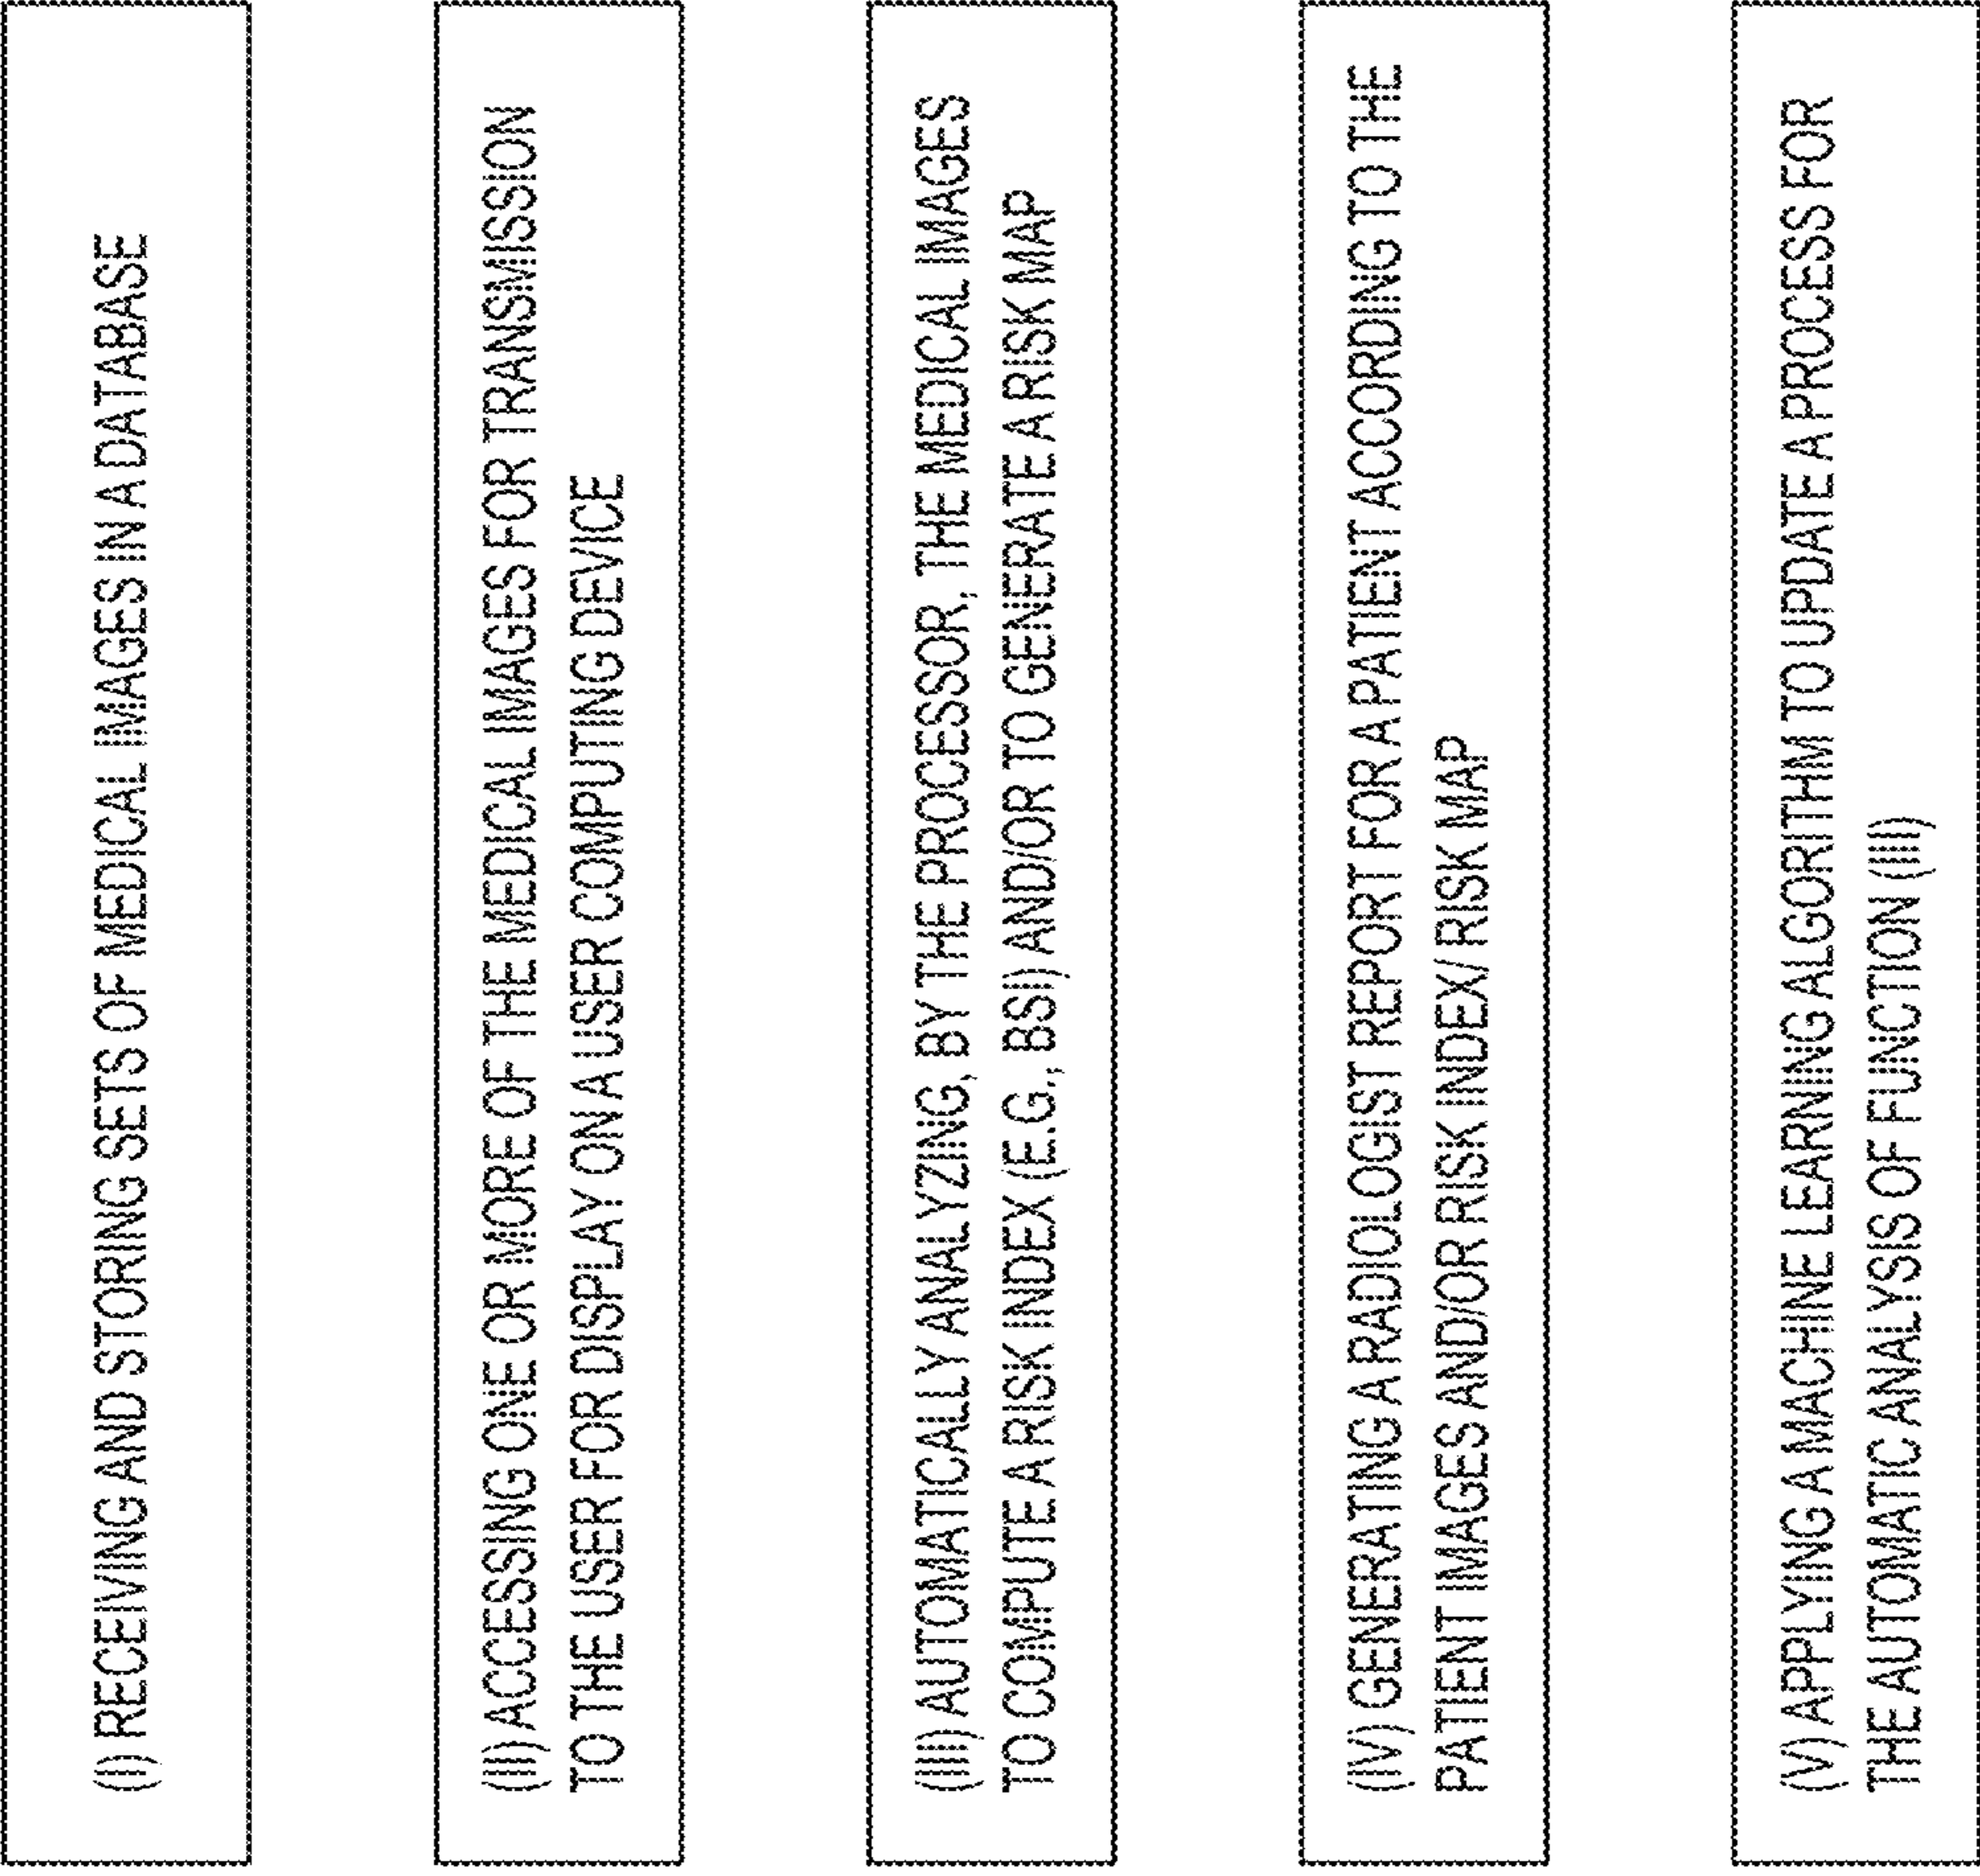 (I) RECEIVING AND STORING SETS OF MEDICAL IMAGES IN A DATABASE
(II) ACCESSING ONE OR MORE OF THE MEDICAL IMAGES FOR TRANSMISSION
TO THE USER FOR DISPLAY ON A USER COMPUTING DEVICE
(III) AUTOMATICALLY ANALYZING, BY THE PROCESSOR, THE MEDICAL IMAGES
TO COMPUTE A RISK INDEX (E.G., BSI) AND/OR TO GENERATE A RISK MAP
(IV) GENERATING A RADIOLOGIST REPORT FOR A PATIENT ACCORDING TO THE
PATIENT IMAGES AND/OR RISK INDEX/ RISK MAP
(V) APPLYING A MACHINE LEARNING ALGORITHM TO UPDATE A PROCESS FOR
THE AUTOMATIC ANALYSIS OF FUNCTION (III)